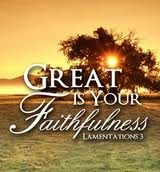 GREAT
IS YOUR
Faithfulness
LAMENTATIONS 3